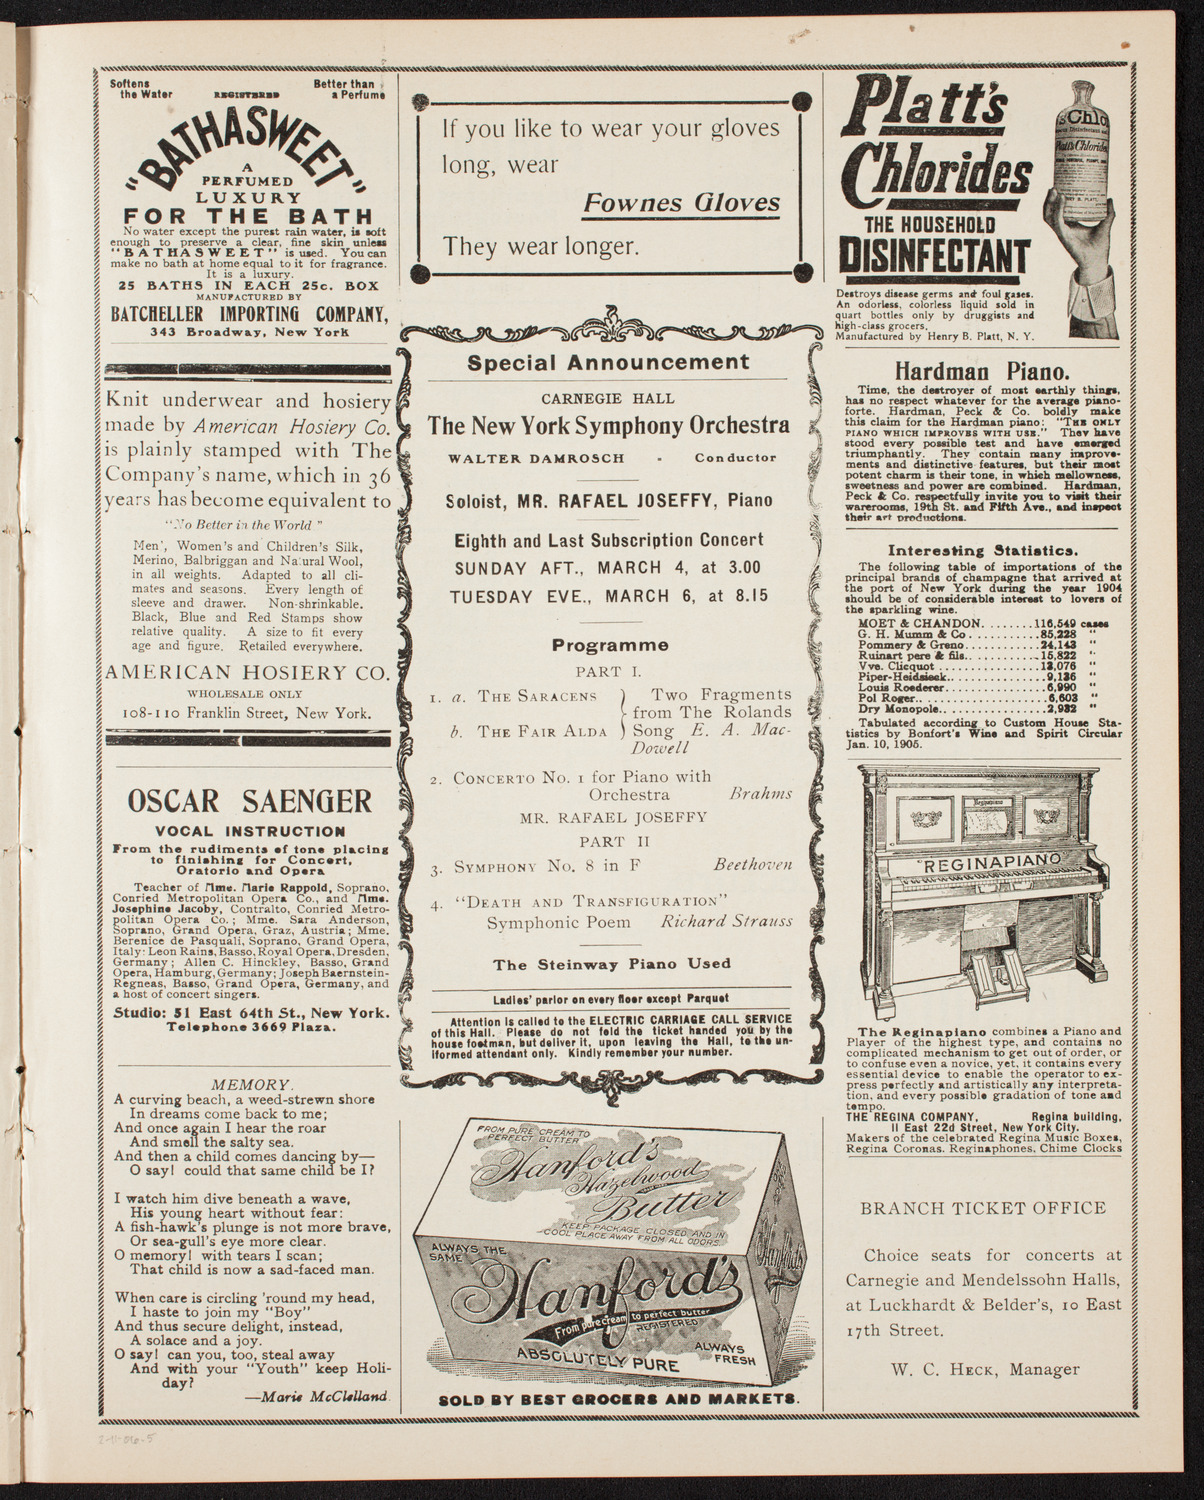 Softens
the Water
REGISTERED
Better than
a Perfume
"BATHASWEET"
A
PERFUMED
LUXURY
FOR THE BATH
No water except the purest rain water, is soft
enough to preserve a clear, fine skin unless
"BATHASWEET" is used. You can
make no bath at home equal to it for fragrance.
It is a luxury.
25 BATHS IN EACH 25c. BOX
MANUFACTURED BY
BATCHELLER IMPORTING COMPANY,
343 Broadway, New York
Knit underwear and hosiery
made by American Hosiery Co.
is plainly stamped with The
Company's name, which in 36
years has become equivalent to
"No Better in the World"
Men', Women's and Children's Silk,
Merino, Balbriggan and Natural Wool,
in all weights. Adapted to all cli-
mates and seasons. Every length of
sleeve and drawer. Non-shrinkable.
Black, Blue and Red Stamps show
relative quality. A size to fit every
age and figure. Retailed everywhere.
AMERICAN HOSIERY CO.
WHOLESALE ONLY
108-110 Franklin Street, New York.
OSCAR SAENGER
VOCAL INSTRUCTION
From the rudiments of tone placing
to finishing for Concert,
Oratorio and Opera
Teacher of Mme. Marie Rappold, Soprano,
Conried Metropolitan Opera Co., and Mme.
Josephine Jacoby, Contralto, Conried Metro-
politan Opera Co.; Mme. Sara Anderson,
Soprano, Grand Opera, Graz, Austria; Mme.
Berenice de Pasquali, Soprano, Grand Opera,
Italy: Leon Rains, Basso, Royal Opera, Dresden,
Germany; Allen C. Hinckley, Basso, Grand
Opera, Hamburg, Germany; Joseph Baernstein-
Regneas, Basso, Grand Opera, Germany, and
a host of concert singers.
Studio: 51 East 64th St., New York.
Telephone 3669 Plaza.
MEMORY.
A curving beach, a weed-strewn shore
In dreams come back to me;
And once again I hear the roar
And smell the salty sea.
And then a child comes dancing by—
O say! could that same child be I?
I watch him dive beneath a wave,
His young heart without fear:
A fish-hawk's plunge is not more brave,
Or sea-gull's eye more clear.
O memory! with tears I scan;
That child is now a sad-faced man.
When care is circling 'round my head,
I haste to join my "Boy"
And thus secure delight, instead,
A solace and a joy.
O say! can you, too, steal away
And with your "Youth" keep Holi-
day?
—Marie McClelland.
If you like to wear your gloves
long, wear
Fownes Gloves
They wear longer.
Special Announcement
CARNEGIE HALL
The New York Symphony Orchestra
WALTER DAMROSCH - Conductor
Soloist, MR. RAFAEL JOSEFFY, Piano
Eighth and Last Subscription Concert
SUNDAY AFT., MARCH 4, at 3.00
TUESDAY EVE., MARCH 6, at 8.15
Programme
PART I.
1. a. THE SARACENS } Two Fragments
from The Rolands
b. THE FAIR ALDA } Song E. A. Mac-
Dowell
2. CONCERTO No. 1 for Piano with
Orchestra Brahms
MR. RAFAEL JOSEFFY
PART II
3. SYMPHONY No. 8 in F Beethoven
4. "DEATH AND TRANSFIGURATION"
Symphonic Poem Richard Strauss
The Steinway Piano Used
Ladies' parlor on every floor except Parquet
Attention is called to the ELECTRIC CARRIAGE CALL SERVICE
of this Hall. Please do not fold the ticket handed you by the
house footman, but deliver it, upon leaving the Hall, to the un-
iformed attendant only. Kindly remember your number.
FROM PURE CREAM TO
PERFECT BUTTER
Hanford's
Hazelwood
Butter
KEEP PACKAGE CLOSED AND IN
COOL PLACE AWAY FROM ALL ODORS.
ALWAYS THE
SAME
Hanford's
From pure cream to perfect butter
REGISTERED
ABSOLUTELY PURE
ALWAYS
FRESH
Hanford's
SOLD BY BEST GROCERS AND MARKETS.
Platt's
Chlorides
THE HOUSEHOLD
DISINFECTANT
Destroys disease germs and foul gases.
An odorless, colorless liquid sold in
quart bottles only by druggists and
high-class grocers.
Manufactured by Henry B. Platt, N. Y.
Platt's Chlorides
Hardman Piano.
Time, the destroyer of most earthly things,
has no respect whatever for the average piano-
forte. Hardman, Peck & Co. boldly make
this claim for the Hardman piano: "THE ONLY
PIANO WHICH IMPROVES WITH USE." They have
stood every possible test and have emerged
triumphantly. They contain many improve-
ments and distinctive features, but their most
potent charm is their tone, in which mellowness,
sweetness and power are combined. Hardman,
Peck & Co. respectfully invite you to visit their
warerooms, 19th St. and Fifth Ave., and inspect
their art productions.
Interesting Statistics.
The following table of importations of the
principal brands of champagne that arrived at
the port of New York during the year 1904
should be of considerable interest to lovers of
the sparkling wine.
MOET & CHANDON........116,549 cases
G. H. Mumm & Co...........85,228 "
Pommery & Greno............24,143 "
Ruinart pere & fils............15,822 "
Vve. Clicquot..................13,076 "
Piper-Heidsieck...............9,136 "
Louis Roederer................6,990 "
Pol Roger......................6,603 "
Dry Monopole.................2,932 "
Tabulated according to Custom House Sta-
tistics by Bonfort's Wine and Spirit Circular
Jan. 10, 1905.
Reginapiano
REGINAPIANO
The Reginapiano combines a Piano and
Player of the highest type, and contains no
complicated mechanism to get out of order, or
to confuse even a novice, yet, it contains every
essential device to enable the operator to ex-
press perfectly and artistically any interpreta-
tion, and every possible gradation of tone and
tempo.
THE REGINA COMPANY, Regina building,
11 East 22d Street, New York City.
Makers of the celebrated Regina Music Boxes,
Regina Coronas. Reginaphones, Chime Clocks
BRANCH TICKET OFFICE
Choice seats for concerts at
Carnegie and Mendelssohn Halls,
at Luckhardt & Belder's, 10 East
17th Street.
W. C. HECK, Manager
2-11-06-5